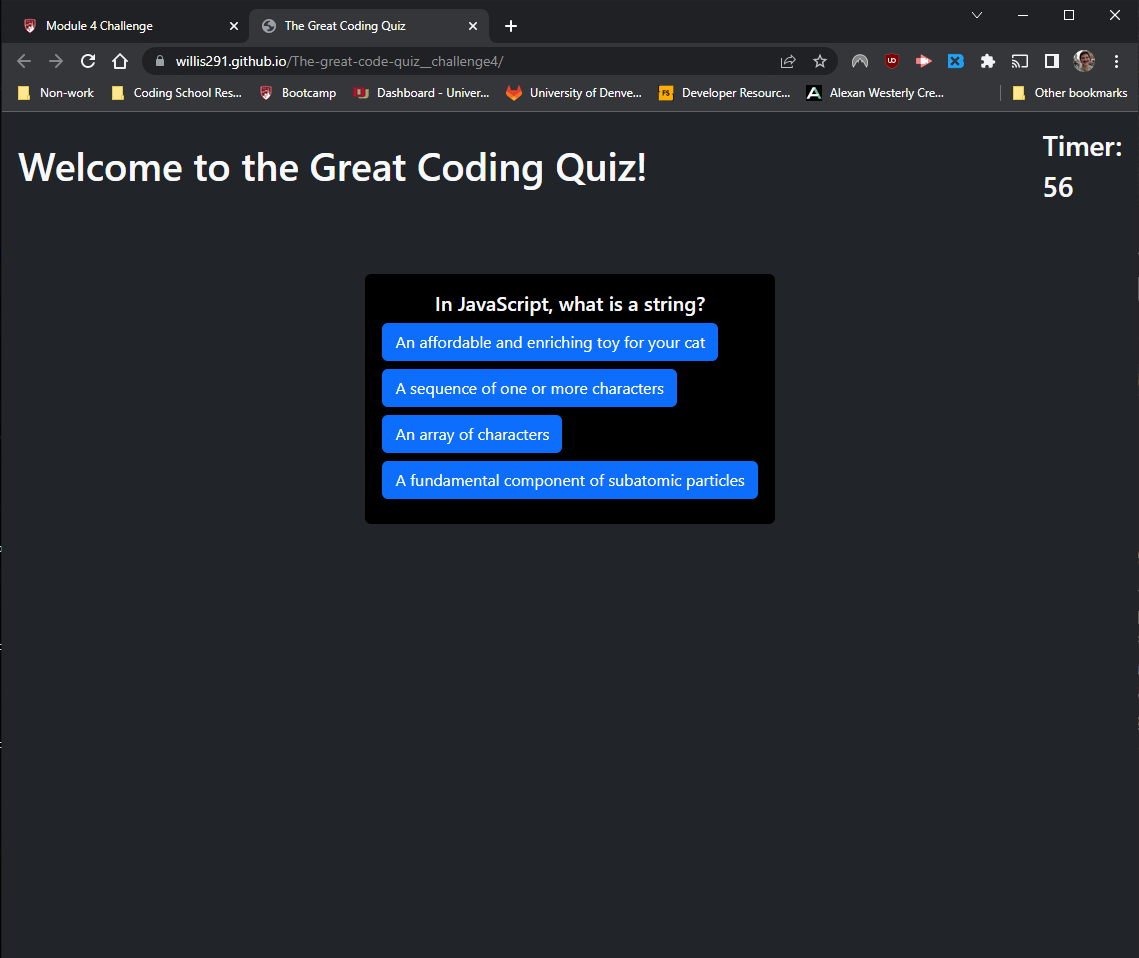 Module 4 Challenge
The Great Coding Quiz
willis291.github.io/The-great-code-quiz__challenge4/
UD
Non-work
Coding School Res...
Bootcamp
Dashboard - Univer...
University of Denve...
FS
Developer Resourc...
Alexan Westerly Cre...
Other bookmarks
Welcome to the Great Coding Quiz!
Timer:
56
In JavaScript, what is a string?
An affordable and enriching toy for your cat
A sequence of one or more characters
An array of characters
A fundamental component of subatomic particles